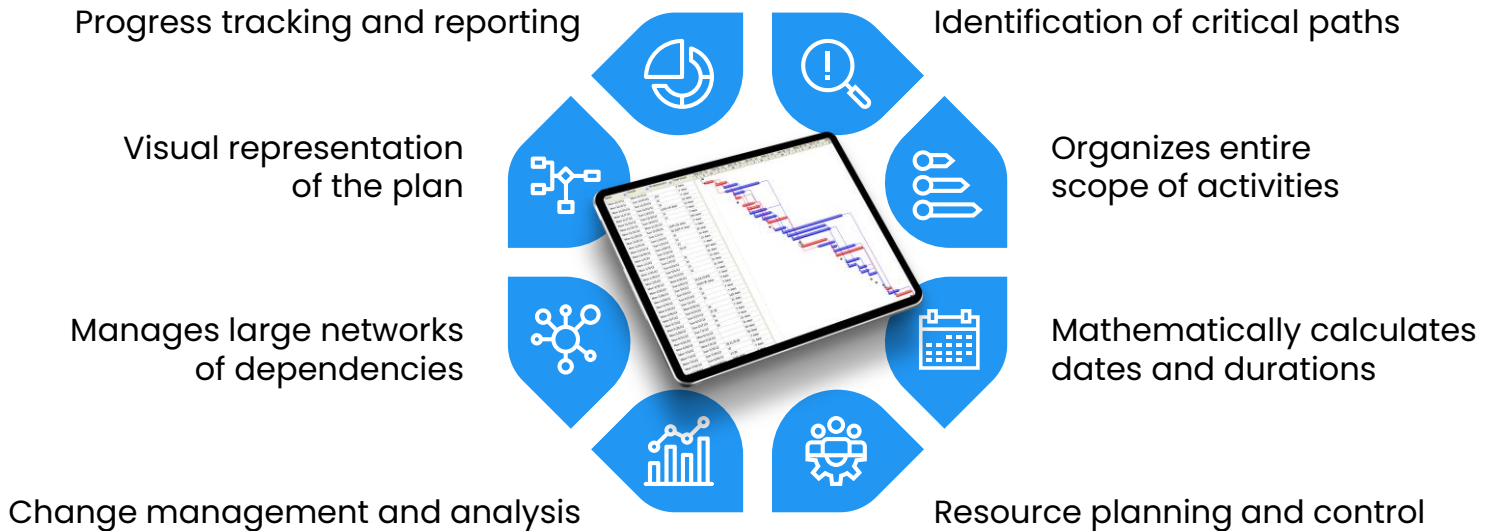 Progress tracking and reporting
Identification of critical paths
Visual representation
of the plan
Organizes entire
scope of activities
Manages large networks
of dependencies
Mathematically calculates
dates and durations
Change management and analysis
Resource planning and control